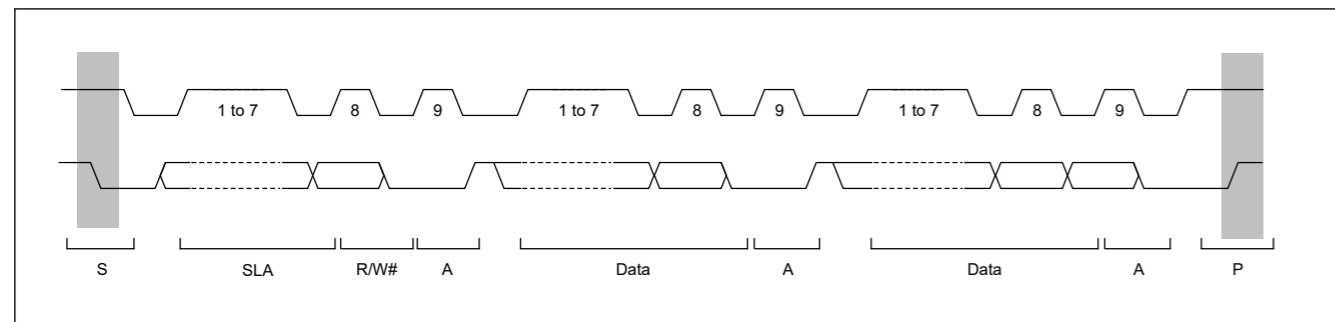 1 to 7 8 9 1 to 7 8 9 1 to 7 8 9
S SLA R/W# A Data A Data A P